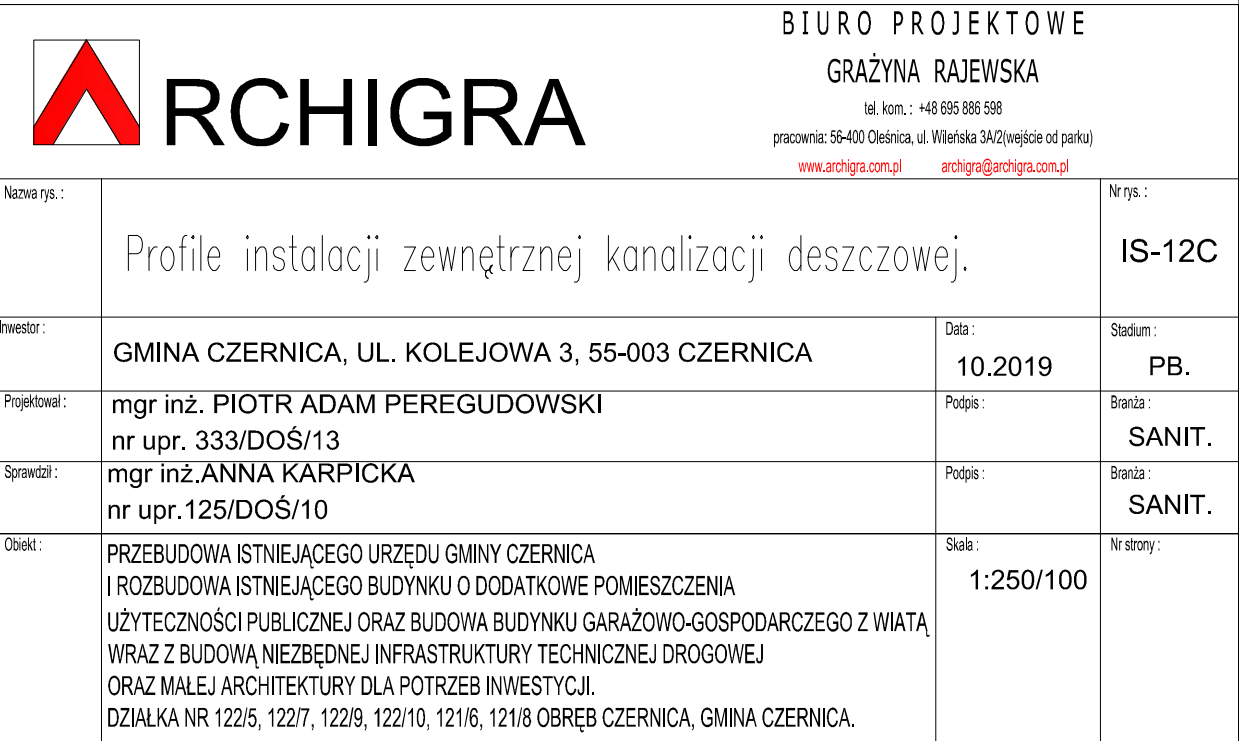 RCHIGRA
BIURO PROJEKTOWE
GRAŻYNA RAJEWSKA
tel. kom. : +48 695 886 598
pracownia: 56-400 Oleśnica, ul. Wileńska 3A/2(wejście od parku)
www.archigra.com.pl archigra@archigra.com.pl
Nazwa rys. :
Profile instalacji zewnętrznej kanalizacji deszczowej.
Nr rys. :
IS-12C
Inwestor :
GMINA CZERNICA, UL. KOLEJOWA 3, 55-003 CZERNICA
Data :
10.2019
Stadium :
PB.
Projektował :
mgr inż. PIOTR ADAM PEREGUDOWSKI
nr upr. 333/DOŚ/13
Podpis :
Branża :
SANIT.
Sprawdził :
mgr inż.ANNA KARPICKA
nr upr.125/DOŚ/10
Podpis :
Branża :
SANIT.
Obiekt :
PRZEBUDOWA ISTNIEJĄCEGO URZĘDU GMINY CZERNICA
I ROZBUDOWA ISTNIEJĄCEGO BUDYNKU O DODATKOWE POMIESZCZENIA
UŻYTECZNOŚCI PUBLICZNEJ ORAZ BUDOWA BUDYNKU GARAŻOWO-GOSPODARCZEGO Z WIATĄ
WRAZ Z BUDOWĄ NIEZBĘDNEJ INFRASTRUKTURY TECHNICZNEJ DROGOWEJ
ORAZ MAŁEJ ARCHITEKTURY DLA POTRZEB INWESTYCJI.
DZIAŁKA NR 122/5, 122/7, 122/9, 122/10, 121/6, 121/8 OBRĘB CZERNICA, GMINA CZERNICA.
Skala :
1:250/100
Nr strony :